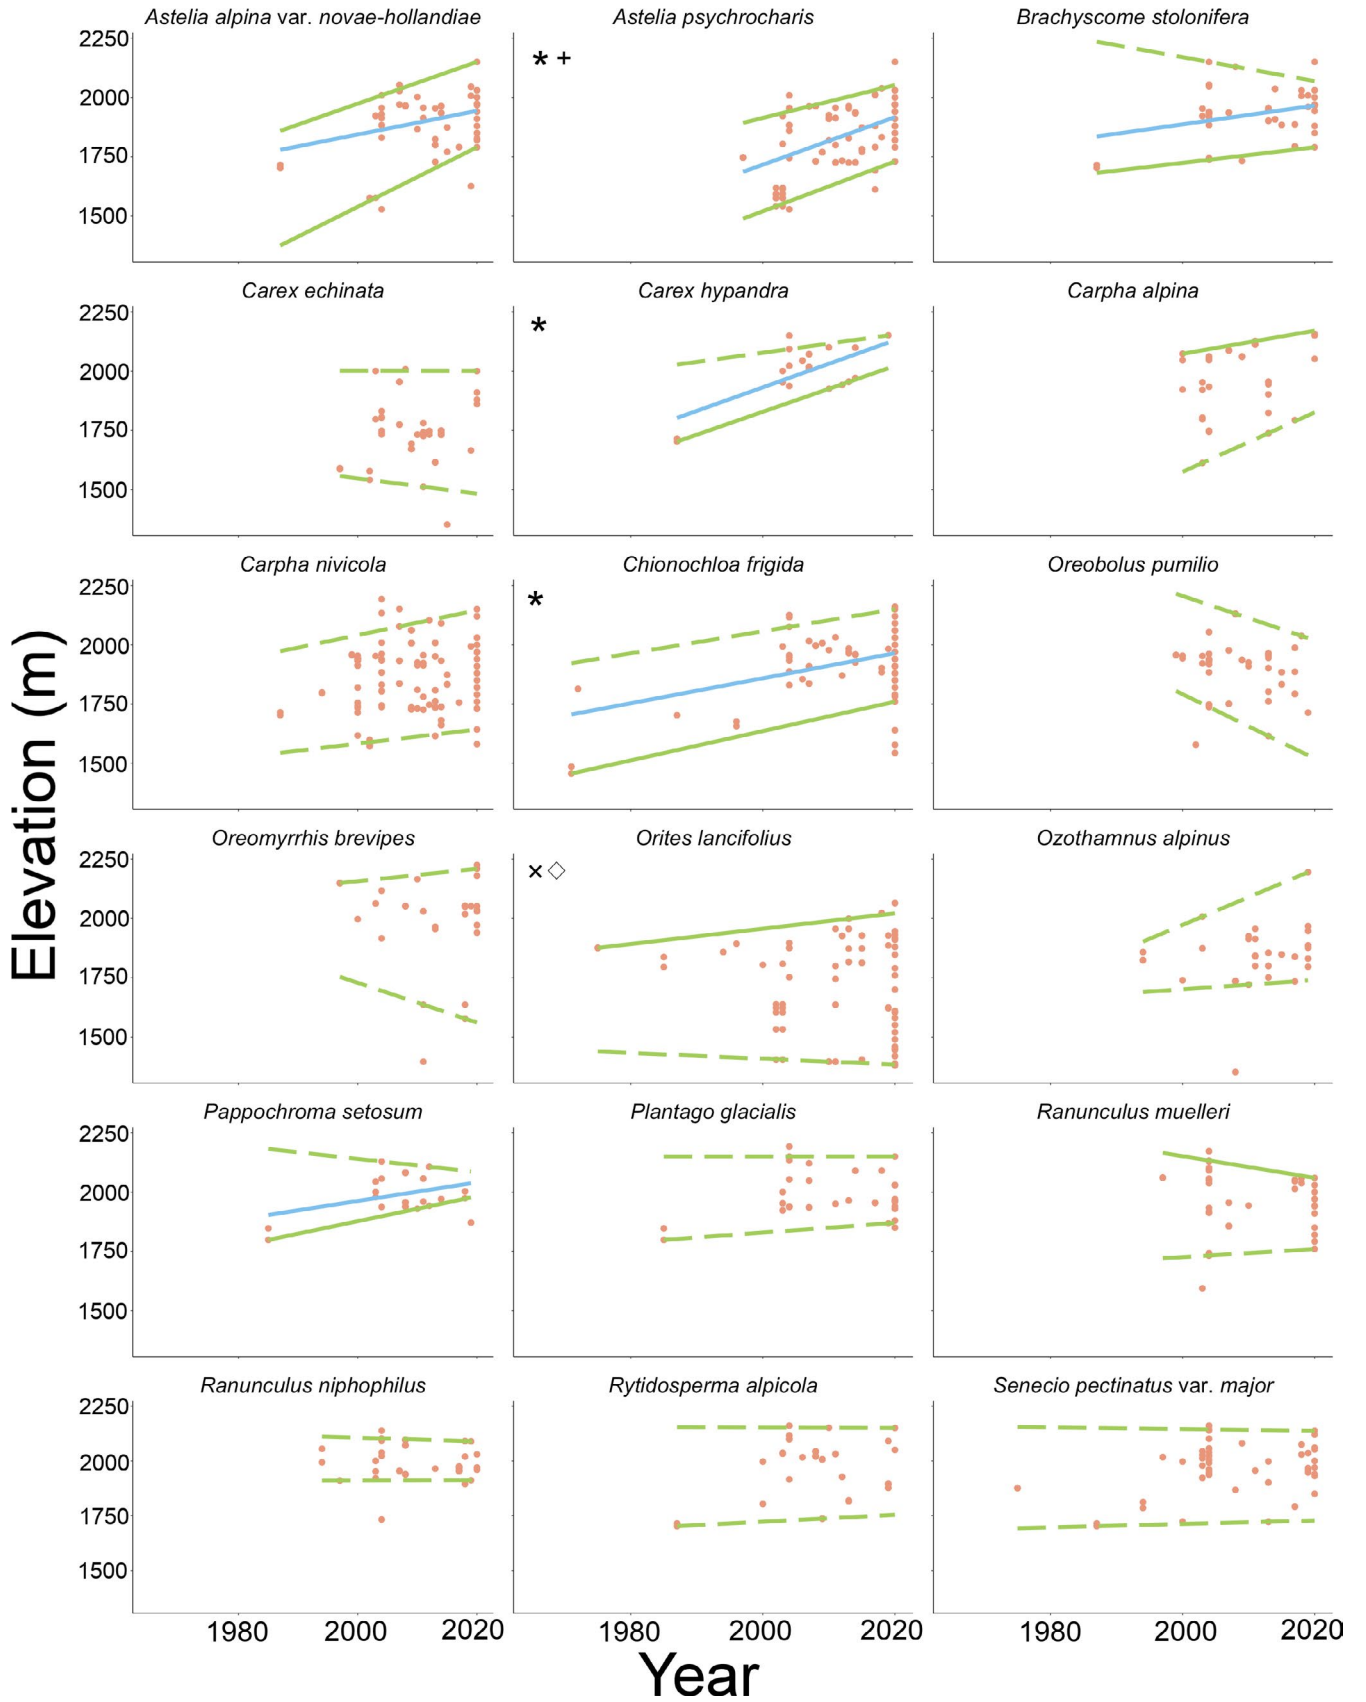 Astelia alpina var. novae-hollandiae
Astelia psychrocharis
Brachyscome stolonifera
2250
2000
1750
1500
* +
Carex echinata
Carex hypandra
Carpha alpina
2250
2000
1750
1500
*
Carpha nivicola
Chionochloa frigida
Oreobolus pumilio
2250
2000
1750
1500
*
Oreomyrrhis brevipes
Orites lancifolius
Ozothamnus alpinus
2250
2000
1750
1500
× ◇
Pappochroma setosum
Plantago glacialis
Ranunculus muelleri
2250
2000
1750
1500
Ranunculus niphophilus
Rytidosperma alpicola
Senecio pectinatus var. major
2250
2000
1750
1500
1980 2000 2020
1980 2000 2020
1980 2000 2020
Elevation (m)
Year